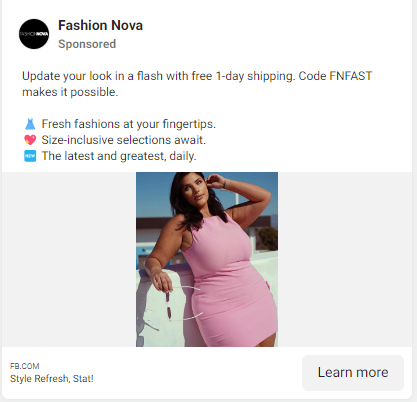 FASHIONNOVA
Fashion Nova
Sponsored
Update your look in a flash with free 1-day shipping. Code FNFAST
makes it possible.
👗 Fresh fashions at your fingertips.
💖 Size-inclusive selections await.
🆕 The latest and greatest, daily.
FB.COM
Style Refresh, Stat!
Learn more